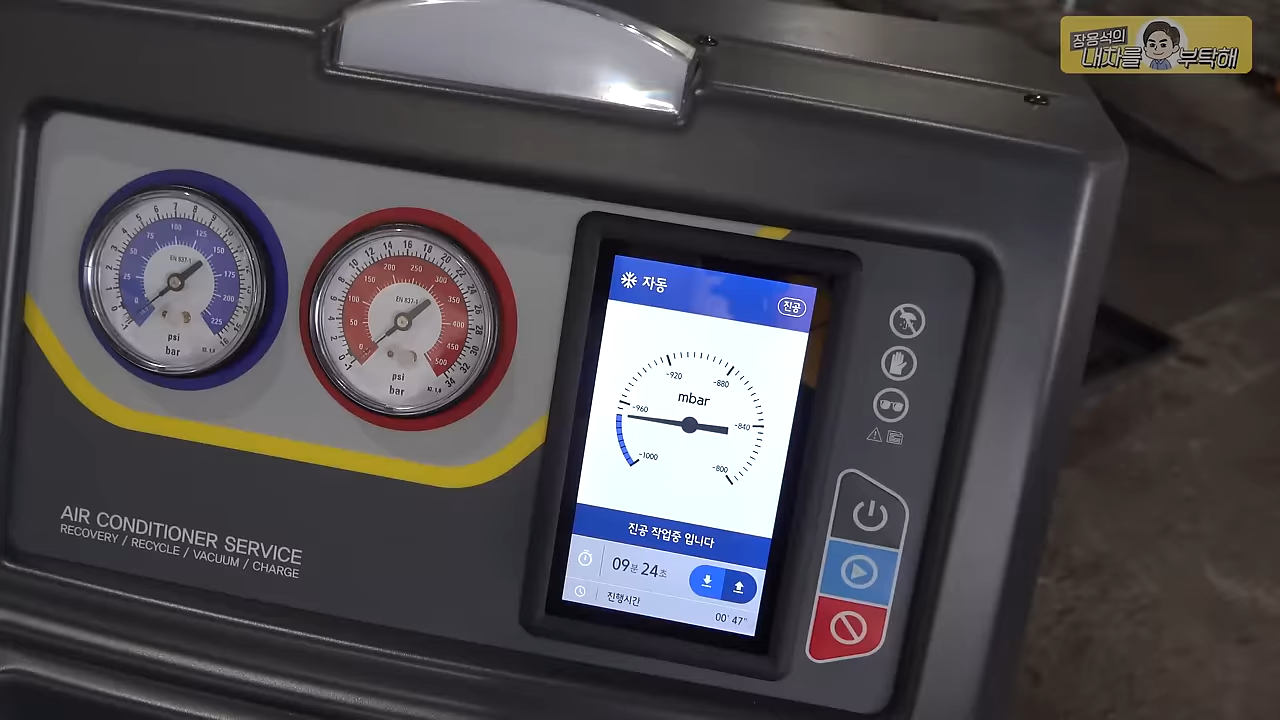 장용석의
내차를 부탁해
EN 837-1
psi
bar
EN 837-1
psi
bar
자동
진공
-920
-880
mbar
-960
-840
-1000
-800
진공 작업중 입니다
09분 24초
진행시간
00' 47"
AIR CONDITIONER SERVICE
RECOVERY / RECYCLE / VACUUM / CHARGE